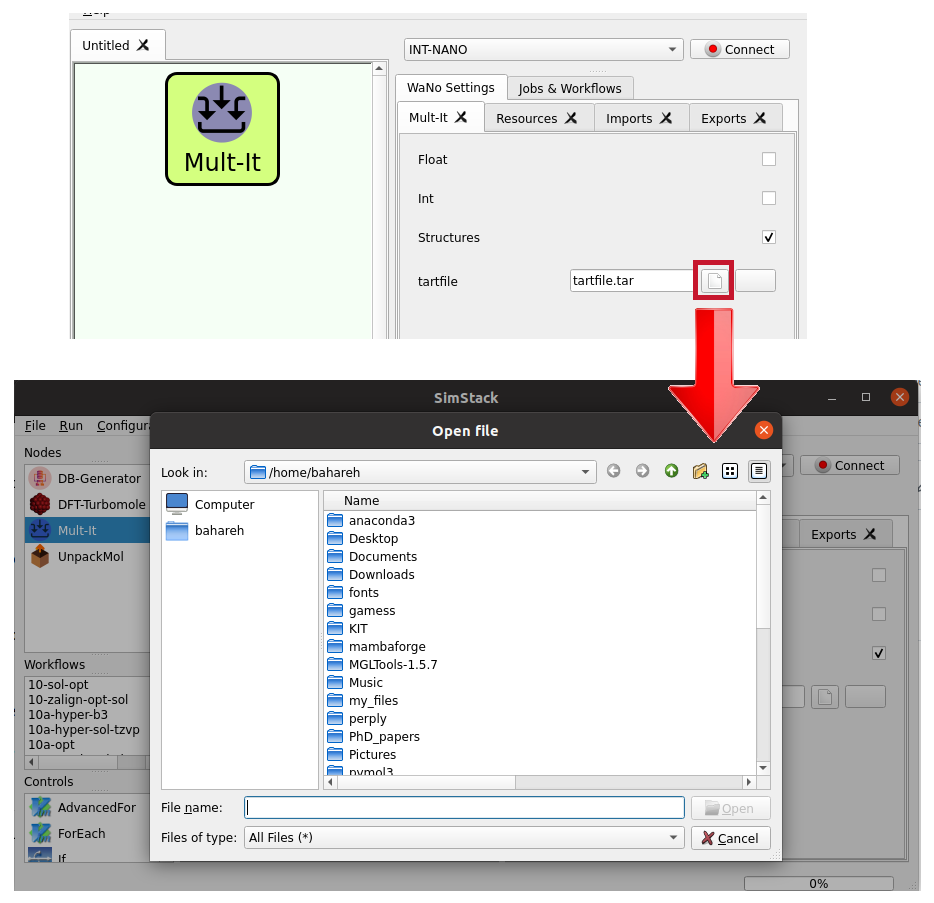 Help
Untitled
INT-NANO
Connect
WaNo Settings
Jobs & Workflows
Mult-It
Resources
Imports
Exports
Mult-It
Float
Int
Structures
tartfile
tartfile.tar
SimStack
File Run Configura
Open file
Nodes
DB-Generator
DFT-Turbomole
Mult-It
UnpackMol
Look in:
/home/bahareh
Connect
Computer
bahareh
Name
anaconda3
Desktop
Documents
Downloads
fonts
gamess
KIT
mambaforge
MGLTools-1.5.7
Music
my_files
perply
PhD_papers
Pictures
pymol3
Exports
Workflows
10-sol-opt
10-zalign-opt-sol
10a-hyper-b3
10a-hyper-sol-tzvp
10a-opt
Controls
AdvancedFor
ForEach
If
File name:
Open
Files of type:
All Files (*)
Cancel
0%